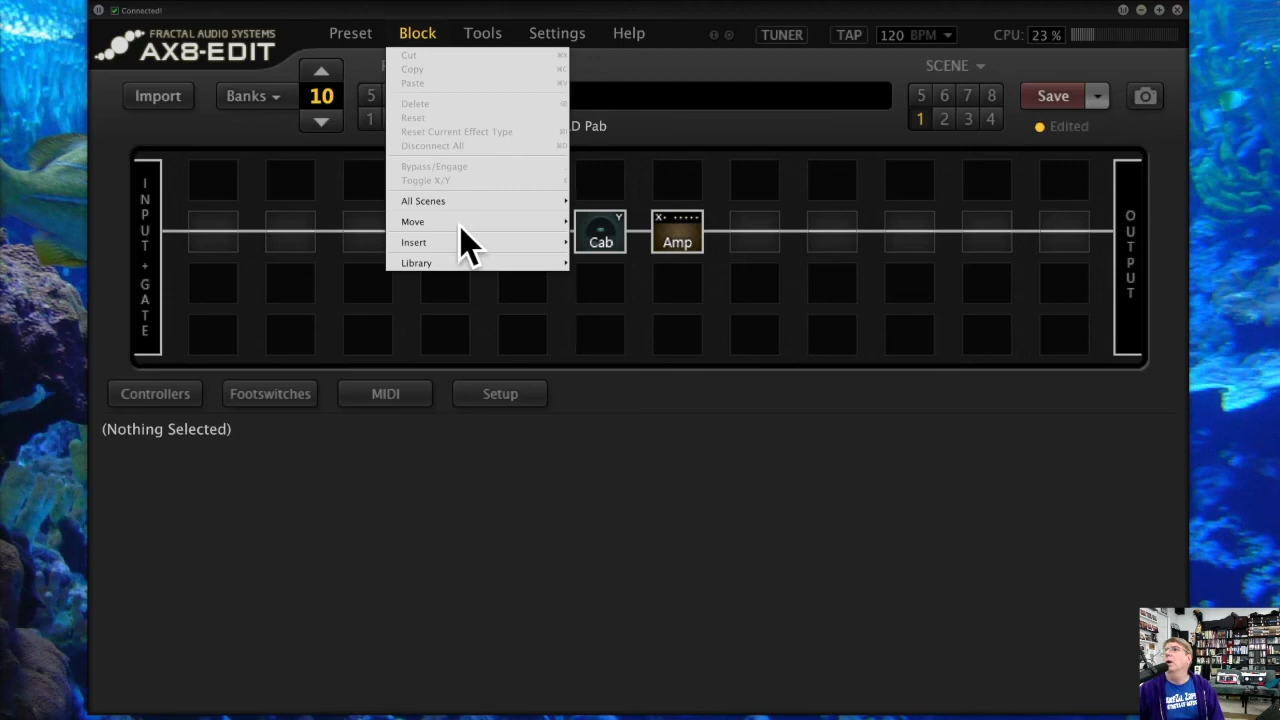 Connected!
FRACTAL AUDIO SYSTEMS
AX8-EDIT
Preset Block Tools Settings Help
TUNER TAP 120 BPM CPU: 23 %
Import Banks 10
5
1
SCENE
5 6 7 8
1 2 3 4
Save
Edited
D Pab
Cut ⌘X
Copy ⌘C
Paste ⌘V
Delete
Reset
Reset Current Effect Type
Disconnect All ⌘D
Bypass/Engage
Toggle X/Y
All Scenes
Move
Insert
Library
INPUT + GATE
Y
Cab
X
Amp
OUTPUT
Controllers Footswitches MIDI Setup
(Nothing Selected)